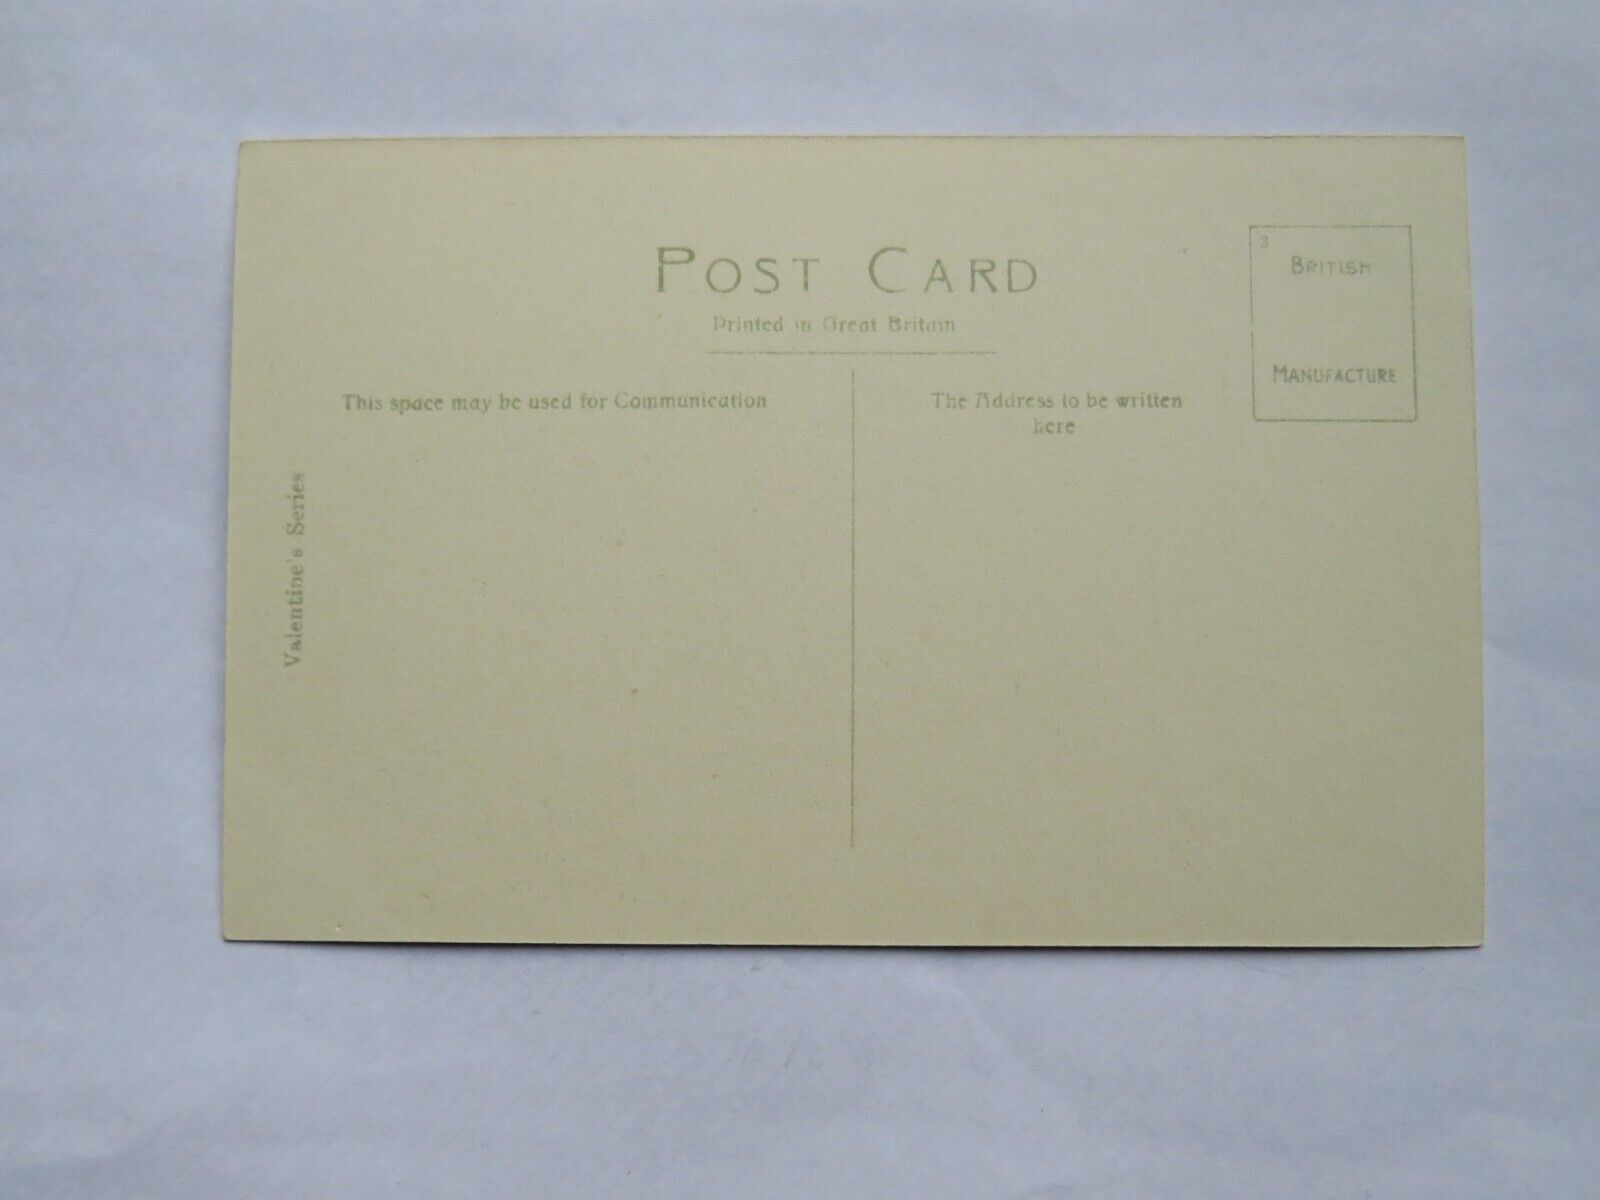 POST CARD
Printed in Great Britain
3
BRITISH
MANUFACTURE
This space may be used for Communication
The Address to be written
here
Valentine's Series